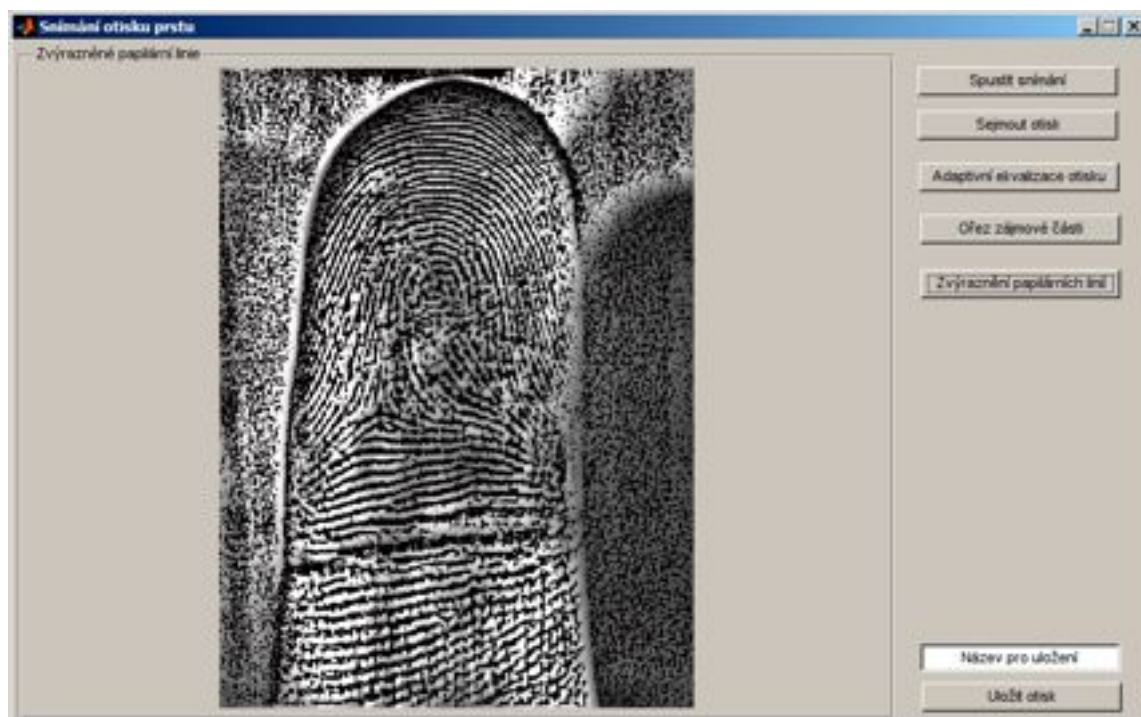 Snímání otisku prstu
Zvýrazněné papilární linie
Spustit snímání
Sejmout otisk
Adaptivní ekvalizace otisku
Ořez zájmové části
Zvýraznění papilárních linií
Název pro uložení
Uložit otisk